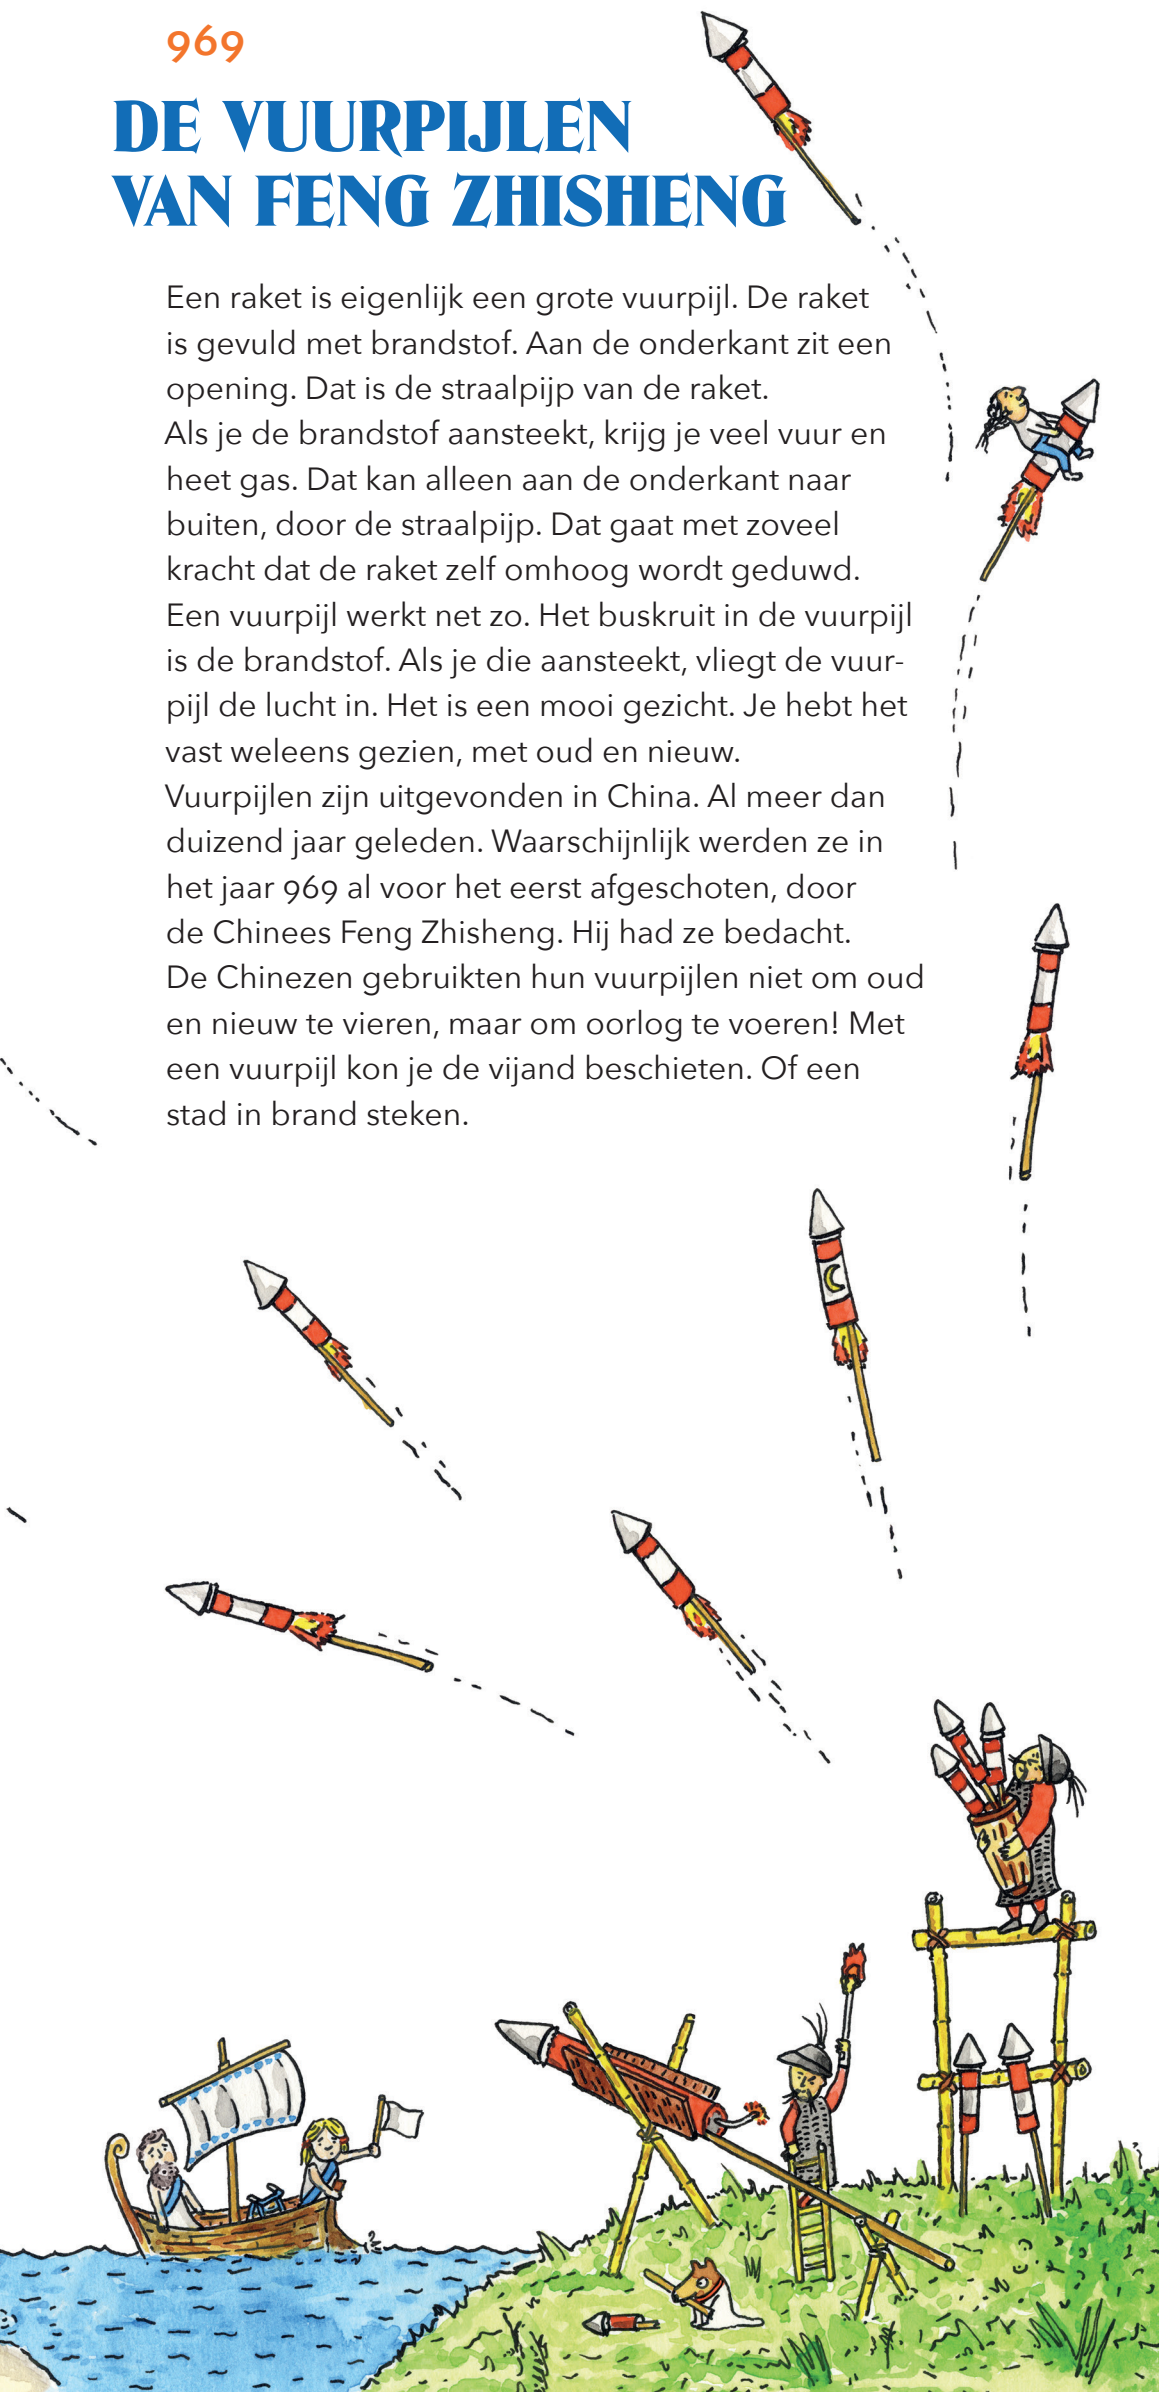 969
DE VUURPIJLEN
VAN FENG ZHISHENG
Een raket is eigenlijk een grote vuurpijl. De raket
is gevuld met brandstof. Aan de onderkant zit een
opening. Dat is de straalpijp van de raket.
Als je de brandstof aansteekt, krijg je veel vuur en
heet gas. Dat kan alleen aan de onderkant naar
buiten, door de straalpijp. Dat gaat met zoveel
kracht dat de raket zelf omhoog wordt geduwd.
Een vuurpijl werkt net zo. Het buskruit in de vuurpijl
is de brandstof. Als je die aansteekt, vliegt de vuur-
pijl de lucht in. Het is een mooi gezicht. Je hebt het
vast weleens gezien, met oud en nieuw.
Vuurpijlen zijn uitgevonden in China. Al meer dan
duizend jaar geleden. Waarschijnlijk werden ze in
het jaar 969 al voor het eerst afgeschoten, door
de Chinees Feng Zhisheng. Hij had ze bedacht.
De Chinezen gebruikten hun vuurpijlen niet om oud
en nieuw te vieren, maar om oorlog te voeren! Met
een vuurpijl kon je de vijand beschieten. Of een
stad in brand steken.